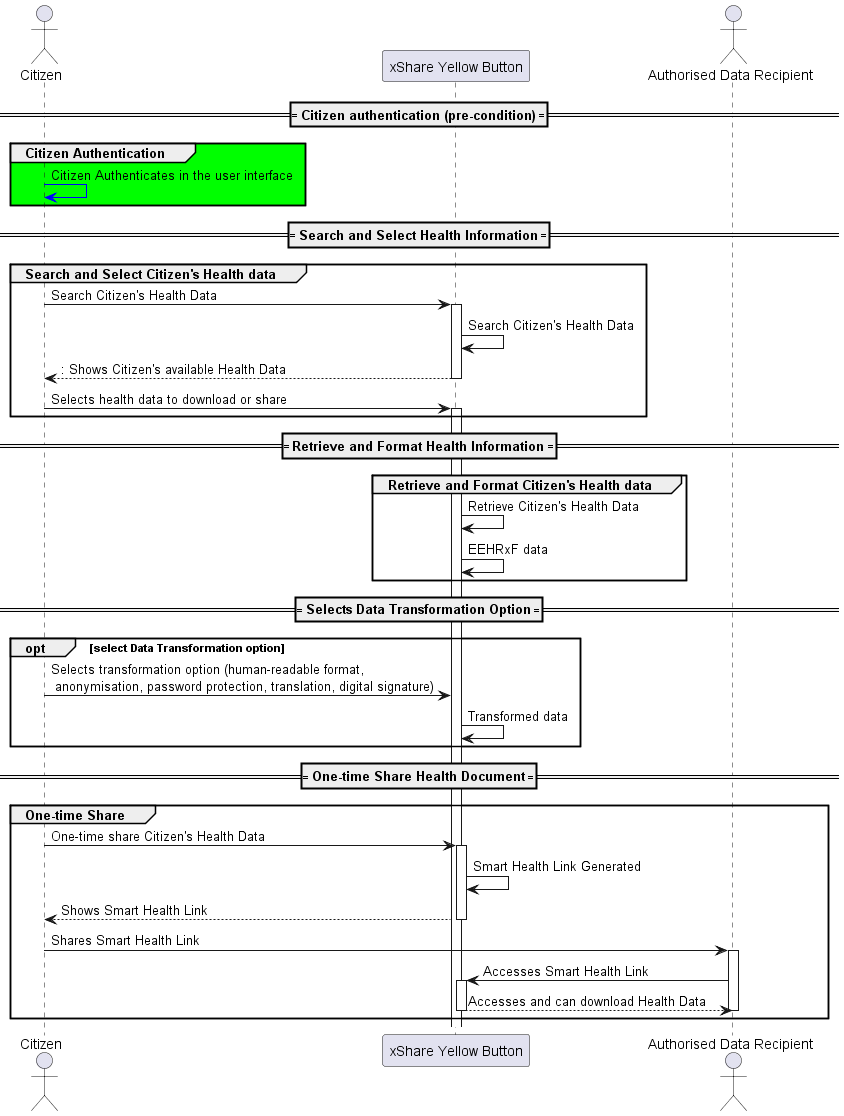 Citizen
xShare Yellow Button
Authorised Data Recipient
Citizen authentication (pre-condition)
Citizen Authentication
Citizen Authenticates in the user interface
Search and Select Health Information
Search and Select Citizen's Health data
Search Citizen's Health Data
Search Citizen's Health Data
: Shows Citizen's available Health Data
Selects health data to download or share
Retrieve and Format Health Information
Retrieve and Format Citizen's Health data
Retrieve Citizen's Health Data
EEHRxF data
Selects Data Transformation Option
opt [select Data Transformation option]
Selects transformation option (human-readable format,
anonymisation, password protection, translation, digital signature)
Transformed data
One-time Share Health Document
One-time Share
One-time share Citizen's Health Data
Smart Health Link Generated
Shows Smart Health Link
Shares Smart Health Link
Accesses Smart Health Link
Accesses and can download Health Data
Citizen
xShare Yellow Button
Authorised Data Recipient